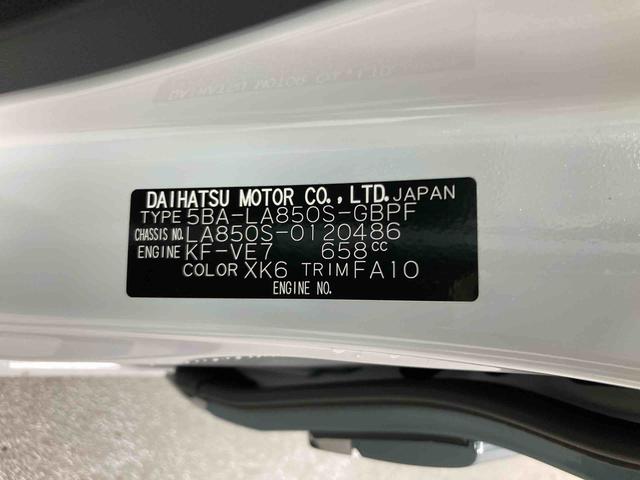 DAIHATSU MOTOR CO., LTD. JAPAN
TYPE 5BA-LA850S-GBPF
CHASSIS NO. LA850S-0120486
ENGINE KF-VE7 658CC
COLOR XK6 TRIM FA10
ENGINE NO.